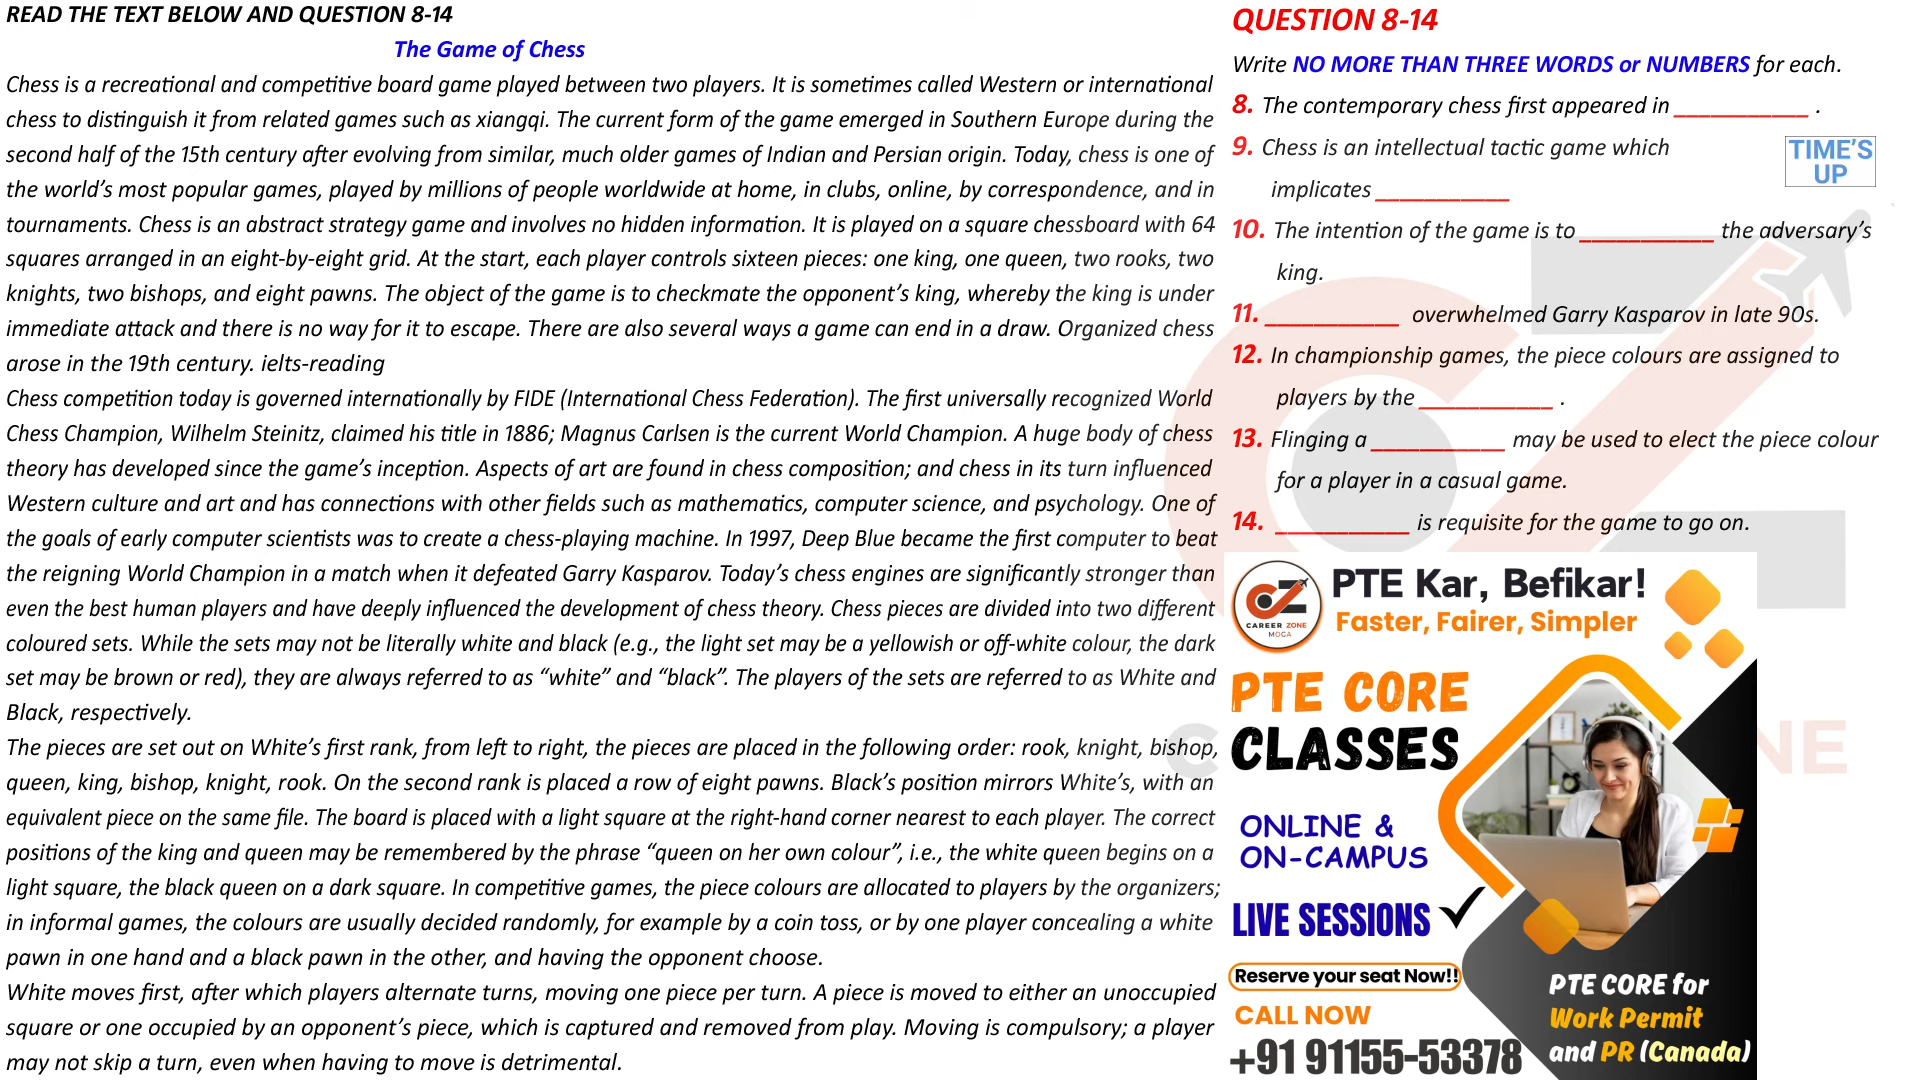 READ THE TEXT BELOW AND QUESTION 8-14
The Game of Chess
Chess is a recreational and competitive board game played between two players. It is sometimes called Western or international
chess to distinguish it from related games such as xiangqi. The current form of the game emerged in Southern Europe during the
second half of the 15th century after evolving from similar, much older games of Indian and Persian origin. Today, chess is one of
the world's most popular games, played by millions of people worldwide at home, in clubs, online, by correspondence, and in
tournaments. Chess is an abstract strategy game and involves no hidden information. It is played on a square chessboard with 64
squares arranged in an eight-by-eight grid. At the start, each player controls sixteen pieces: one king, one queen, two rooks, two
knights, two bishops, and eight pawns. The object of the game is to checkmate the opponent's king, whereby the king is under
immediate attack and there is no way for it to escape. There are also several ways a game can end in a draw. Organized chess
arose in the 19th century. ielts-reading
Chess competition today is governed internationally by FIDE (International Chess Federation). The first universally recognized World
Chess Champion, Wilhelm Steinitz, claimed his title in 1886; Magnus Carlsen is the current World Champion. A huge body of chess
theory has developed since the game's inception. Aspects of art are found in chess composition; and chess in its turn influenced
Western culture and art and has connections with other fields such as mathematics, computer science, and psychology. One of
the goals of early computer scientists was to create a chess-playing machine. In 1997, Deep Blue became the first computer to beat
the reigning World Champion in a match when it defeated Garry Kasparov. Today's chess engines are significantly stronger than
even the best human players and have deeply influenced the development of chess theory. Chess pieces are divided into two different
coloured sets. While the sets may not be literally white and black (e.g., the light set may be a yellowish or off-white colour, the dark
set may be brown or red), they are always referred to as "white" and "black". The players of the sets are referred to as White and
Black, respectively.
The pieces are set out on White's first rank, from left to right, the pieces are placed in the following order: rook, knight, bishop,
queen, king, bishop, knight, rook. On the second rank is placed a row of eight pawns. Black's position mirrors White's, with an
equivalent piece on the same file. The board is placed with a light square at the right-hand corner nearest to each player. The correct
positions of the king and queen may be remembered by the phrase "queen on her own colour", i.e., the white queen begins on a
light square, the black queen on a dark square. In competitive games, the piece colours are allocated to players by the organizers;
in informal games, the colours are usually decided randomly, for example by a coin toss, or by one player concealing a white
pawn in one hand and a black pawn in the other, and having the opponent choose.
White moves first, after which players alternate turns, moving one piece per turn. A piece is moved to either an unoccupied
square or one occupied by an opponent's piece, which is captured and removed from play. Moving is compulsory; a player
may not skip a turn, even when having to move is detrimental.
QUESTION 8-14
Write NO MORE THAN THREE WORDS or NUMBERS for each.
8. The contemporary chess first appeared in ____________ .
9. Chess is an intellectual tactic game which
implicates ____________
TIME'S
UP
10. The intention of the game is to ____________ the adversary's
king.
11. ____________ overwhelmed Garry Kasparov in late 90s.
12. In championship games, the piece colours are assigned to
players by the ____________ .
13. Flinging a ____________ may be used to elect the piece colour
for a player in a casual game.
14. ____________ is requisite for the game to go on.
CAREER ZONE
MOGA
PTE Kar, Befikar!
Faster, Fairer, Simpler
PTE CORE
CLASSES
ONLINE &
ON-CAMPUS
LIVE SESSIONS
Reserve your seat Now!!
CALL NOW
+91 91155-53378
PTE CORE for
Work Permit
and PR (Canada)